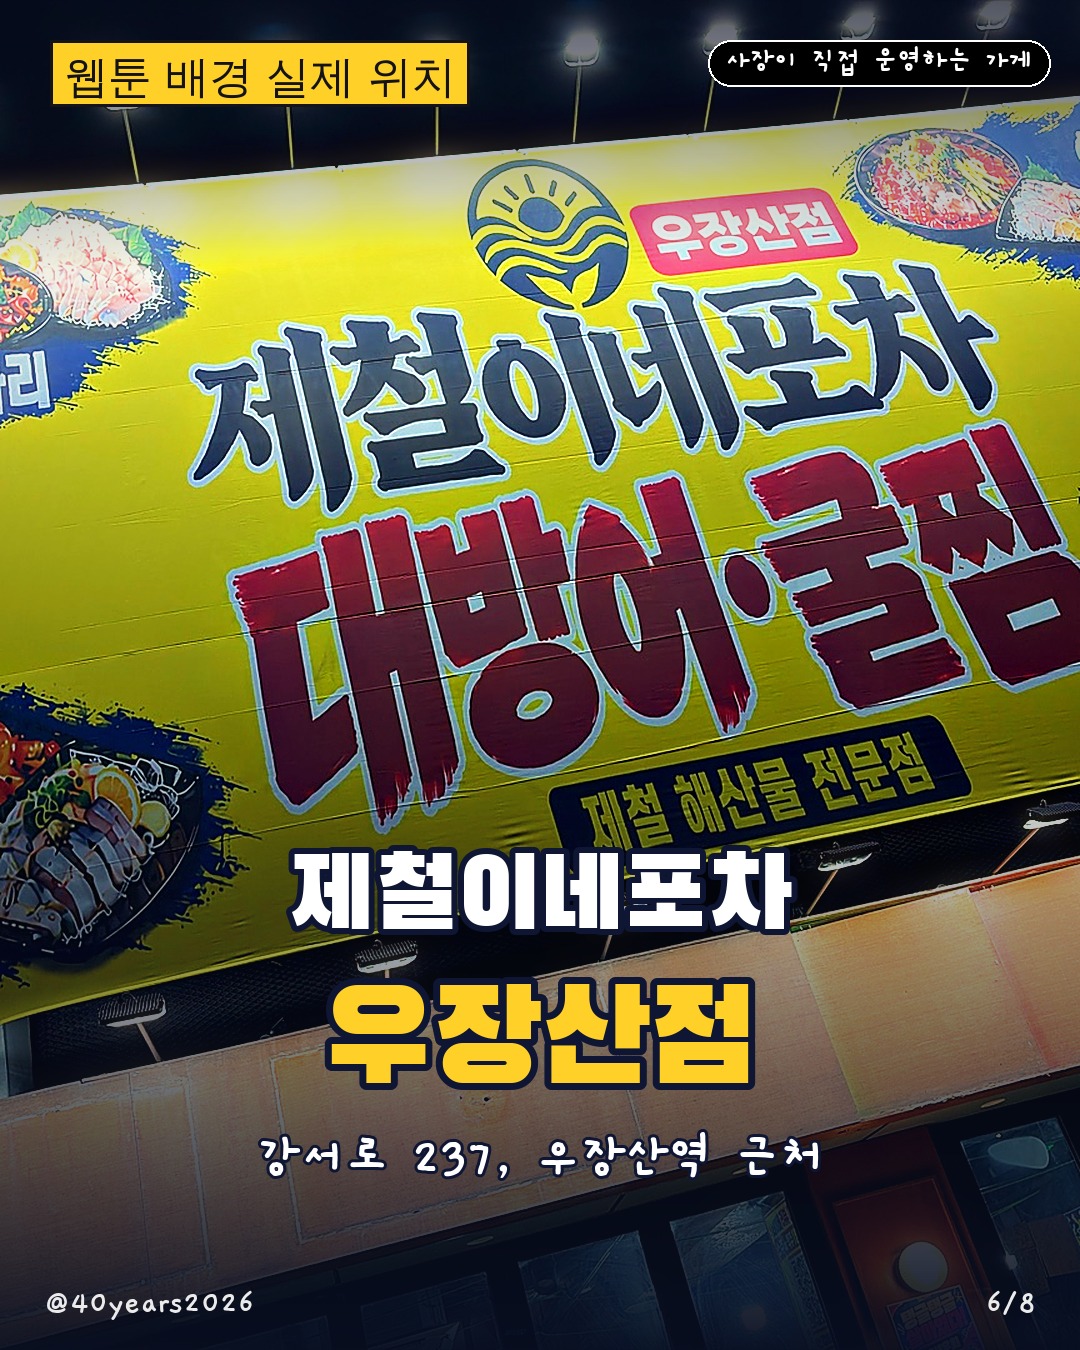 웹툰 배경 실제 위치
사장이 직접 운영하는 가게
우장산점
제철이네포차
대방어·굴찜
제철 해산물 전문점
리
제철이네포차
우장산점
강서로 237, 우장산역 근처
@40years2026
6/8